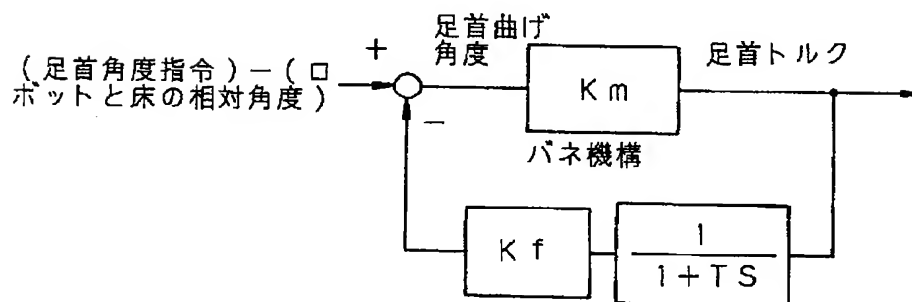 (足首角度指令)－(ロ
ボットと床の相対角度)
＋
－
足首曲げ
角度
Km
バネ機構
足首トルク
Kf
1
1+TS